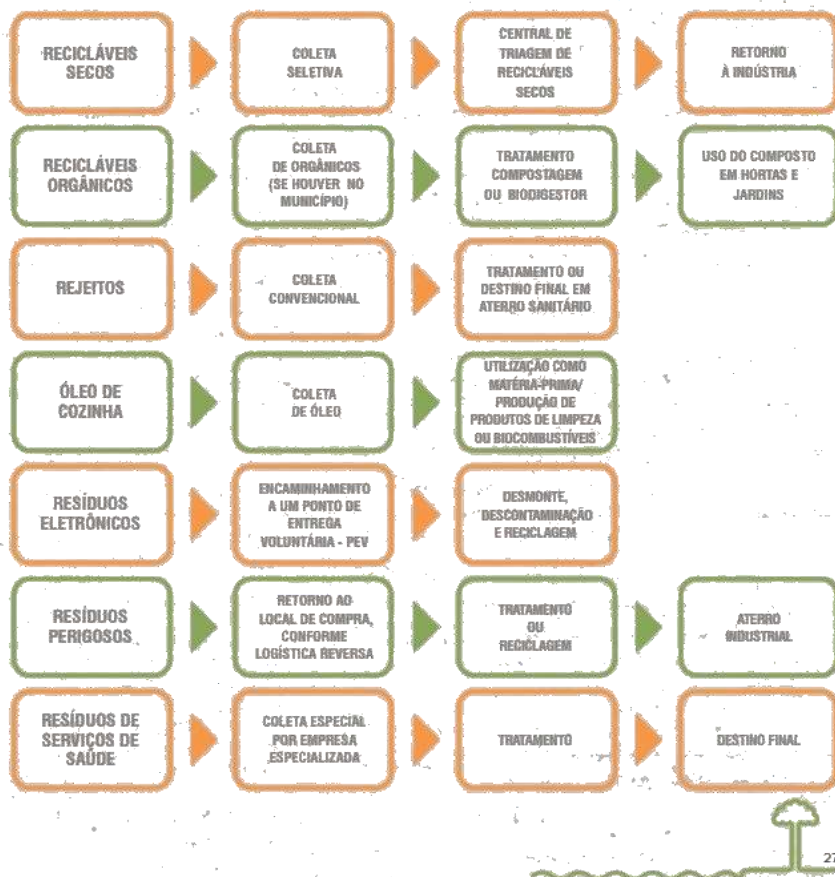 RECICLÁVEIS
SECOS
COLETA
SELETIVA
CENTRAL DE
TRIAGEM DE
RECICLÁVEIS
SECOS
RETORNO
À INDÚSTRIA
RECICLÁVEIS
ORGÂNICOS
COLETA
DE ORGÂNICOS
(SE HOUVER NO
MUNICÍPIO)
TRATAMENTO
COMPOSTAGEM
OU BIODIGESTOR
USO DO COMPOSTO
EM HORTAS E
JARDINS
REJEITOS
COLETA
CONVENCIONAL
TRATAMENTO OU
DESTINO FINAL EM
ATERRO SANITÁRIO
ÓLEO DE
COZINHA
COLETA
DE ÓLEO
UTILIZAÇÃO COMO
MATÉRIA-PRIMA/
PRODUÇÃO DE
PRODUTOS DE LIMPEZA
OU BIOCOMBUSTÍVEIS
RESÍDUOS
ELETRÔNICOS
ENCAMINHAMENTO
A UM PONTO DE
ENTREGA
VOLUNTÁRIA - PEV
DESMONTE,
DESCONTAMINAÇÃO
E RECICLAGEM
RESÍDUOS
PERIGOSOS
RETORNO AO
LOCAL DE COMPRA,
CONFORME
LOGÍSTICA REVERSA
TRATAMENTO
OU
RECICLAGEM
ATERRO
INDUSTRIAL
RESÍDUOS DE
SERVIÇOS DE
SAÚDE
COLETA ESPECIAL
POR EMPRESA
ESPECIALIZADA
TRATAMENTO
DESTINO FINAL
27